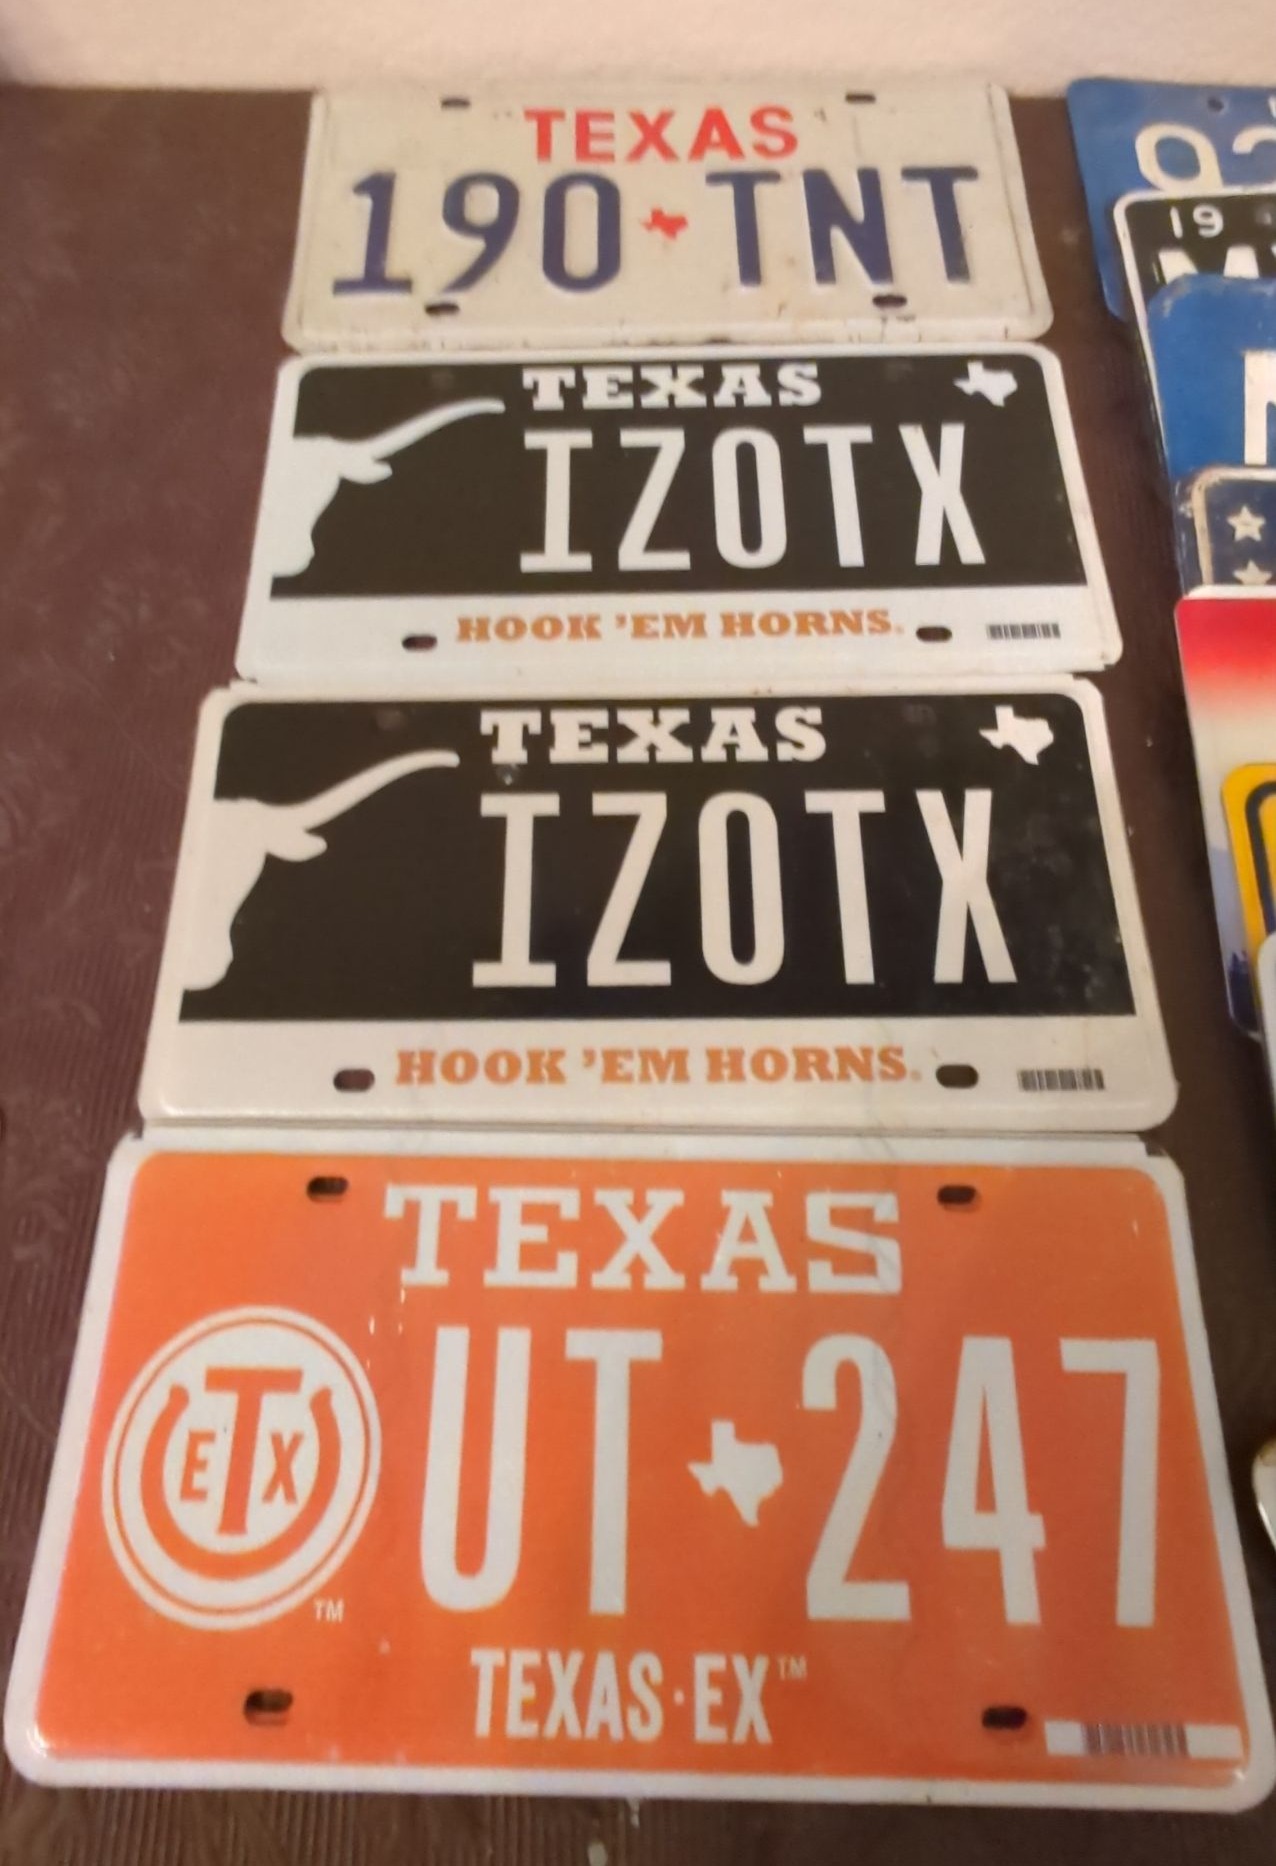 TEXAS
190 TNT
TEXAS
IZOTX
HOOK 'EM HORNS®
TEXAS
IZOTX
HOOK 'EM HORNS®
TEXAS
E T X
TM
UT 247
TEXAS·EX™
19